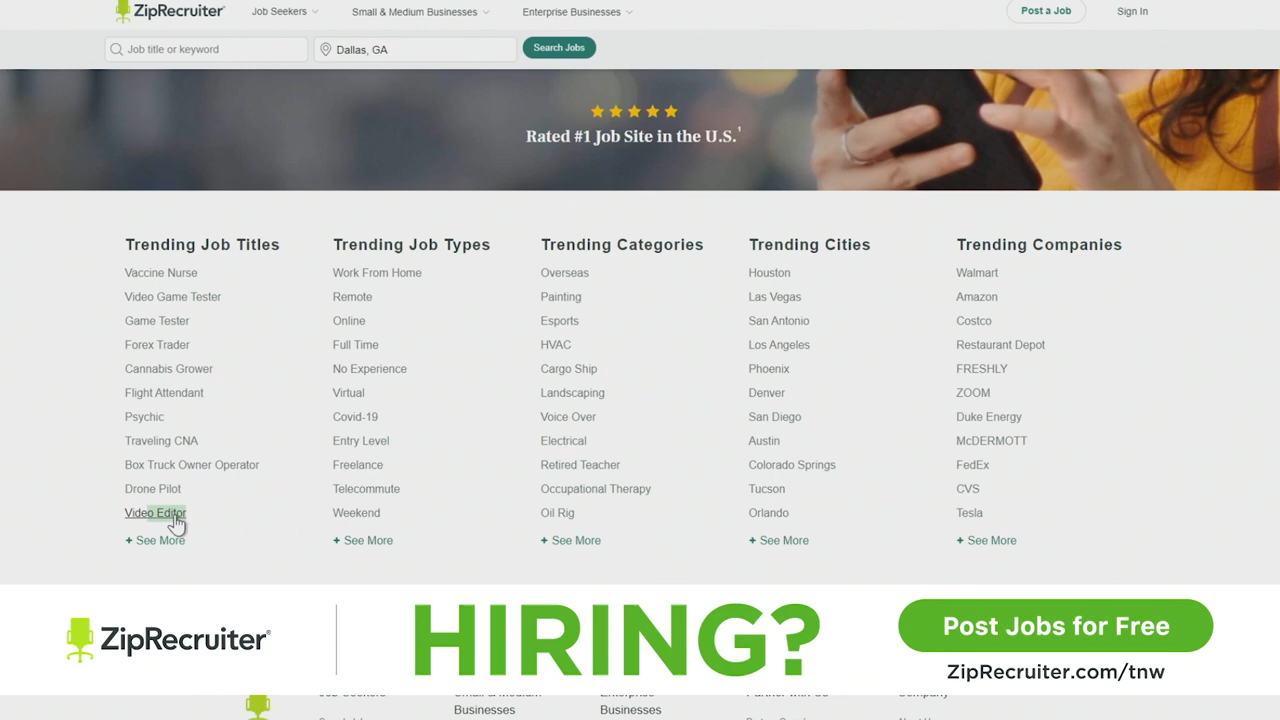 ZipRecruiter® Job Seekers Small & Medium Businesses Enterprise Businesses Post a Job Sign In
Job title or keyword Dallas, GA Search Jobs
Rated #1 Job Site in the U.S.¹
Trending Job Titles Trending Job Types Trending Categories Trending Cities Trending Companies
Vaccine Nurse Work From Home Overseas Houston Walmart
Video Game Tester Remote Painting Las Vegas Amazon
Game Tester Online Esports San Antonio Costco
Forex Trader Full Time HVAC Los Angeles Restaurant Depot
Cannabis Grower No Experience Cargo Ship Phoenix FRESHLY
Flight Attendant Virtual Landscaping Denver ZOOM
Psychic Covid-19 Voice Over San Diego Duke Energy
Traveling CNA Entry Level Electrical Austin McDERMOTT
Box Truck Owner Operator Freelance Retired Teacher Colorado Springs FedEx
Drone Pilot Telecommute Occupational Therapy Tucson CVS
Video Editor Weekend Oil Rig Orlando Tesla
+ See More + See More + See More + See More + See More
ZipRecruiter® HIRING? Post Jobs for Free
ZipRecruiter.com/tnw
Businesses Businesses